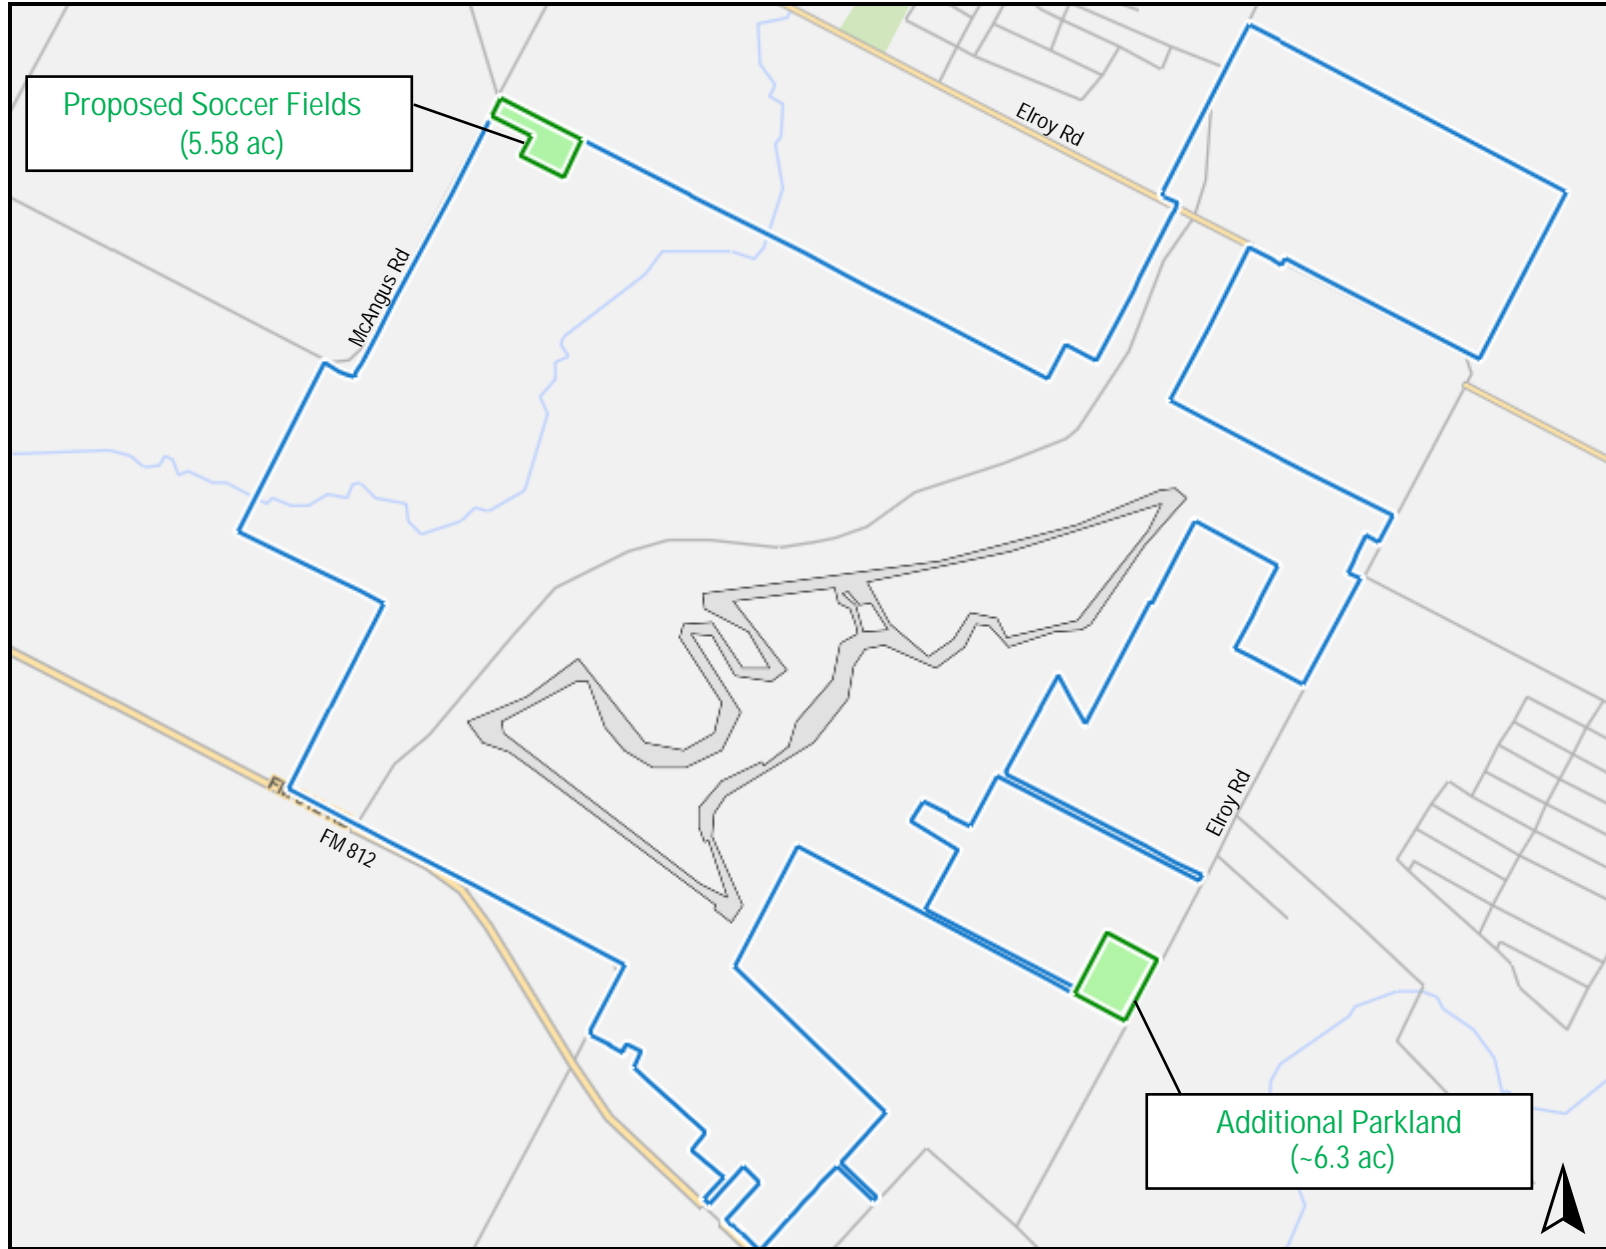 Proposed Soccer Fields
(5.58 ac)
Elroy Rd
McAngus Rd
FM 812
Elroy Rd
Additional Parkland
(~6.3 ac)